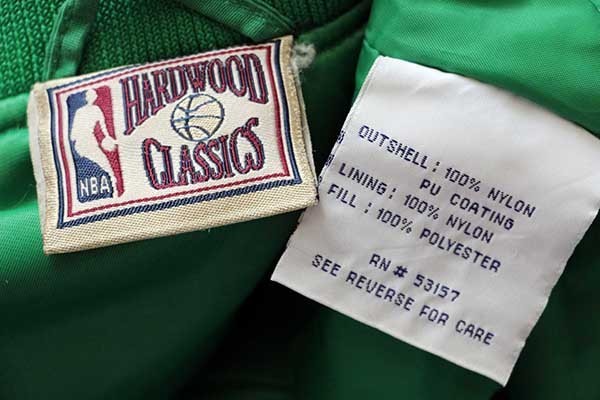 HARDWOOD
CLASSICS
NBA
OUTSHELL : 100% NYLON
PU COATING
LINING : 100% NYLON
FILL : 100% POLYESTER
RN # 53157
SEE REVERSE FOR CARE